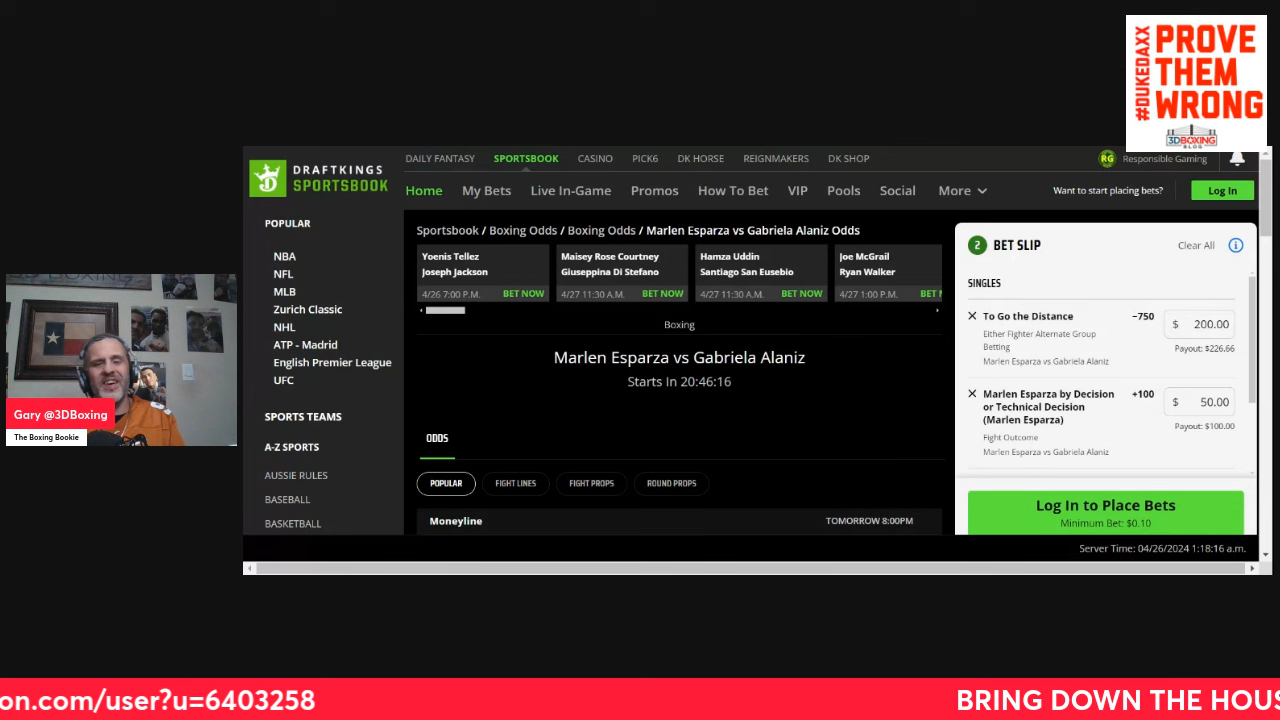 #DUKEDAXX
PROVE
THEM
WRONG
3DBOXING
BLOG
DRAFTKINGS
SPORTSBOOK
DAILY FANTASY SPORTSBOOK CASINO PICK6 DK HORSE REIGNMAKERS DK SHOP
RG Responsible Gaming
Home My Bets Live In-Game Promos How To Bet VIP Pools Social More
Want to start placing bets? Log In
POPULAR
NBA
NFL
MLB
Zurich Classic
NHL
ATP - Madrid
English Premier League
UFC
SPORTS TEAMS
A-Z SPORTS
AUSSIE RULES
BASEBALL
BASKETBALL
Sportsbook / Boxing Odds / Boxing Odds / Marlen Esparza vs Gabriela Alaniz Odds
Yoenis Tellez
Joseph Jackson
4/26 7:00 P.M. BET NOW
Maisey Rose Courtney
Giuseppina Di Stefano
4/27 11:30 A.M. BET NOW
Hamza Uddin
Santiago San Eusebio
4/27 11:30 A.M. BET NOW
Joe McGrail
Ryan Walker
4/27 1:00 P.M. BET N
Boxing
Marlen Esparza vs Gabriela Alaniz
Starts In 20:46:16
ODDS
POPULAR FIGHT LINES FIGHT PROPS ROUND PROPS
Moneyline TOMORROW 8:00PM
2 BET SLIP Clear All
SINGLES
To Go the Distance −750 $ 200.00
Either Fighter Alternate Group
Betting
Payout: $226.66
Marlen Esparza vs Gabriela Alaniz
Marlen Esparza by Decision +100 $ 50.00
or Technical Decision
(Marlen Esparza)
Payout: $100.00
Fight Outcome
Marlen Esparza vs Gabriela Alaniz
Log In to Place Bets
Minimum Bet: $0.10
Server Time: 04/26/2024 1:18:16 a.m.
Gary @3DBoxing
The Boxing Bookie
on.com/user?u=6403258 BRING DOWN THE HOUS